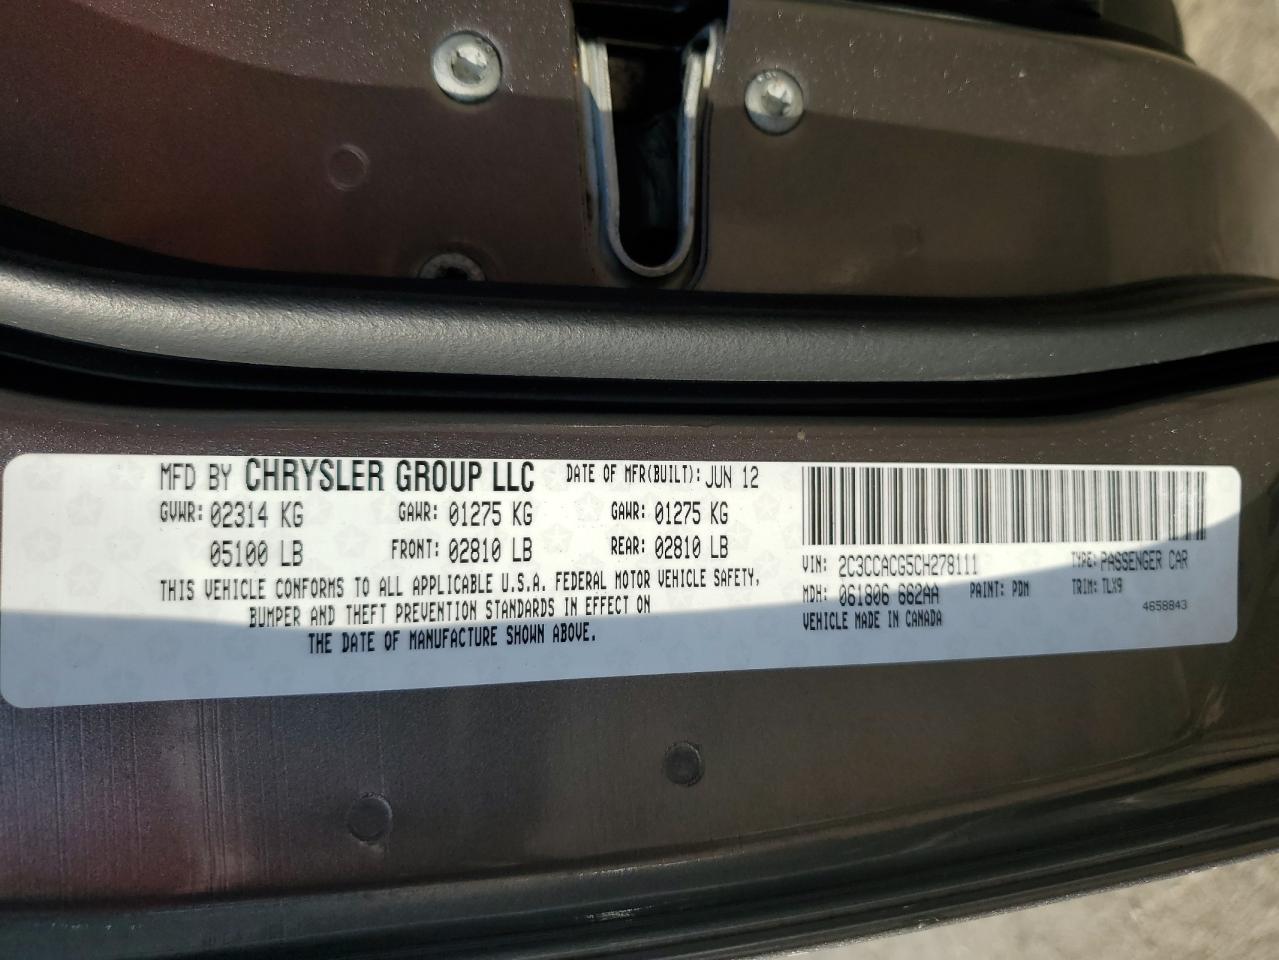 MFD BY CHRYSLER GROUP LLC DATE OF MFR(BUILT): JUN 12
GVWR: 02314 KG GAWR: 01275 KG GAWR: 01275 KG
05100 LB FRONT: 02810 LB REAR: 02810 LB
THIS VEHICLE CONFORMS TO ALL APPLICABLE U.S.A. FEDERAL MOTOR VEHICLE SAFETY,
BUMPER AND THEFT PREVENTION STANDARDS IN EFFECT ON
THE DATE OF MANUFACTURE SHOWN ABOVE.
VIN: 2C3CCACG5CH278111 TYPE: PASSENGER CAR
MDH: 061806 662AA PAINT: PDM TRIM: TLX9
VEHICLE MADE IN CANADA 4658843